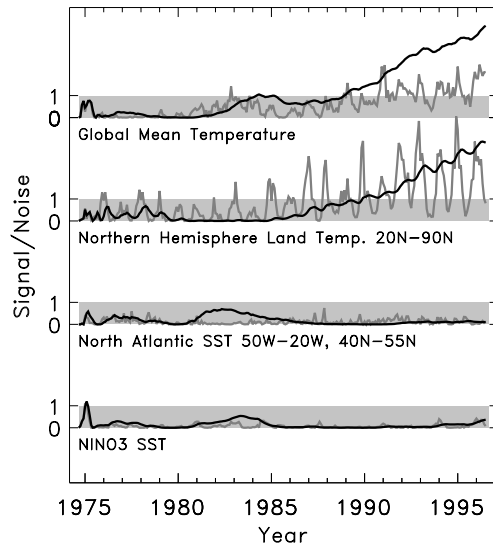 Signal/Noise
1
0
Global Mean Temperature
1
0
Northern Hemisphere Land Temp. 20N−90N
1
0
North Atlantic SST 50W−20W, 40N−55N
1
0
NINO3 SST
1975 1980 1985 1990 1995
Year